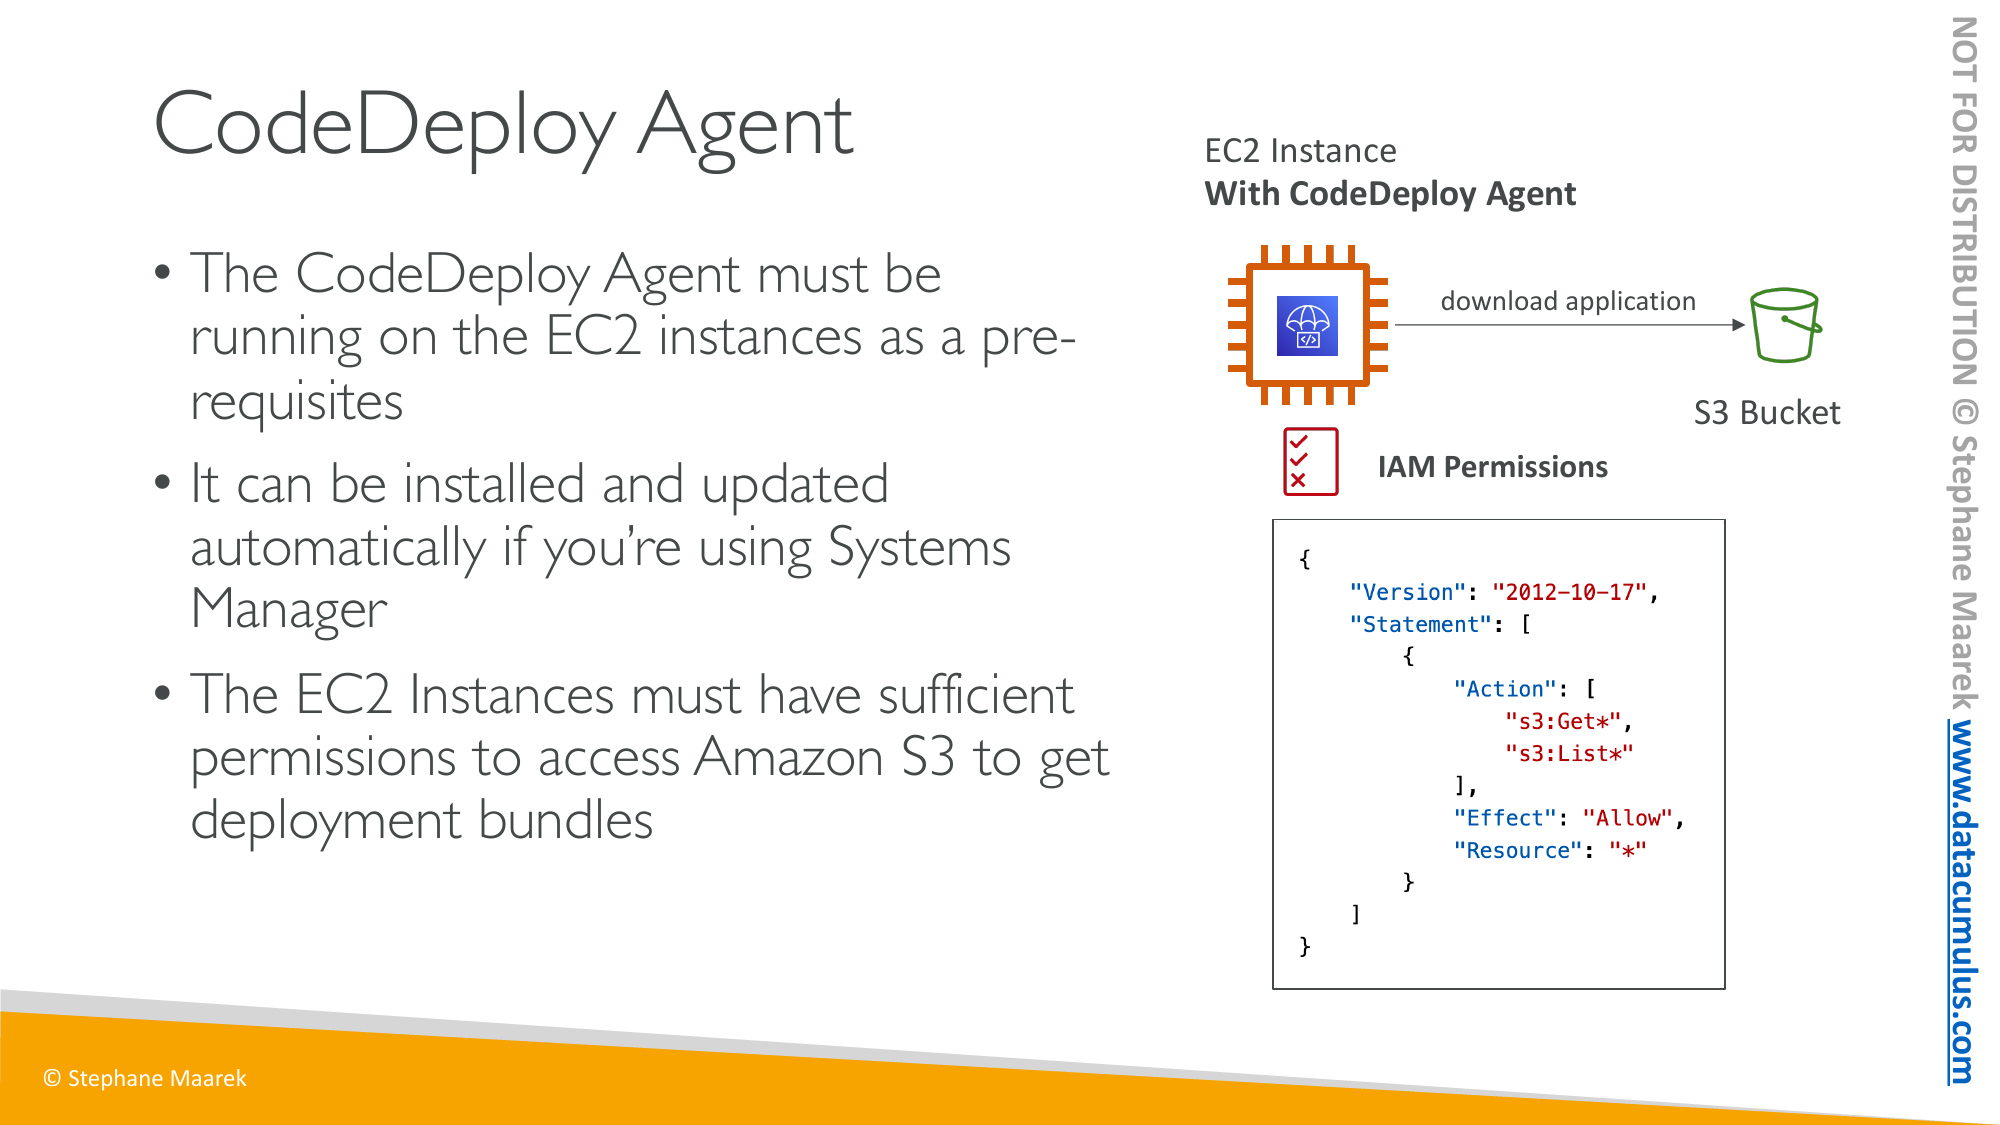 CodeDeploy Agent
• The CodeDeploy Agent must be
running on the EC2 instances as a pre-
requisites
• It can be installed and updated
automatically if you’re using Systems
Manager
• The EC2 Instances must have sufficient
permissions to access Amazon S3 to get
deployment bundles
EC2 Instance
With CodeDeploy Agent
download application
S3 Bucket
IAM Permissions
{
    "Version": "2012-10-17",
    "Statement": [
        {
            "Action": [
                "s3:Get*",
                "s3:List*"
            ],
            "Effect": "Allow",
            "Resource": "*"
        }
    ]
}
© Stephane Maarek
NOT FOR DISTRIBUTION © Stephane Maarek www.datacumulus.com